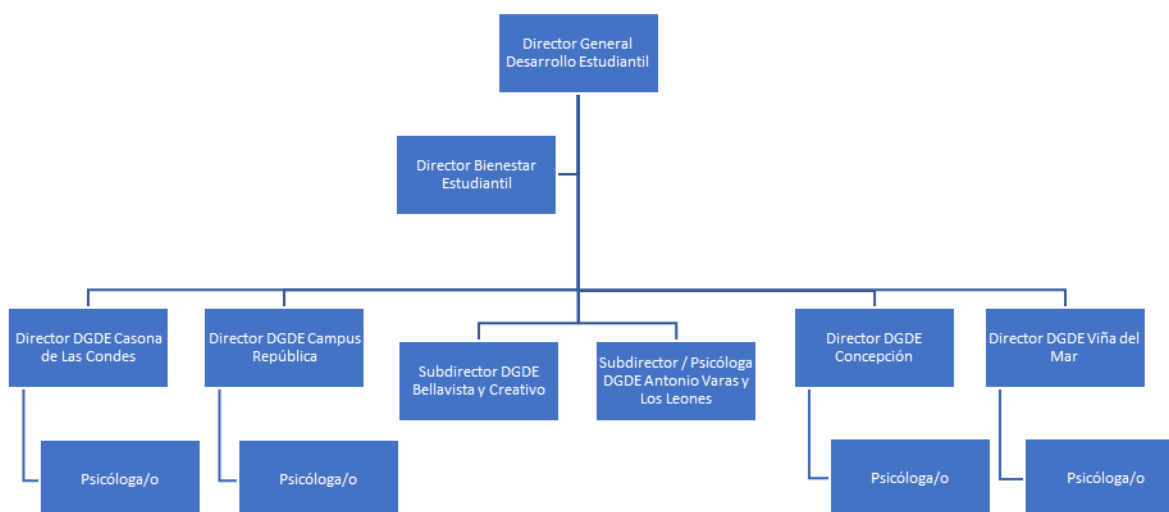 Director General
Desarrollo Estudiantil
Director Bienestar
Estudiantil
Director DGDE Casona
de Las Condes
Director DGDE Campus
República
Subdirector DGDE
Bellavista y Creativo
Subdirector / Psicóloga
DGDE Antonio Varas y
Los Leones
Director DGDE
Concepción
Director DGDE Viña del
Mar
Psicóloga/o
Psicóloga/o
Psicóloga/o
Psicóloga/o